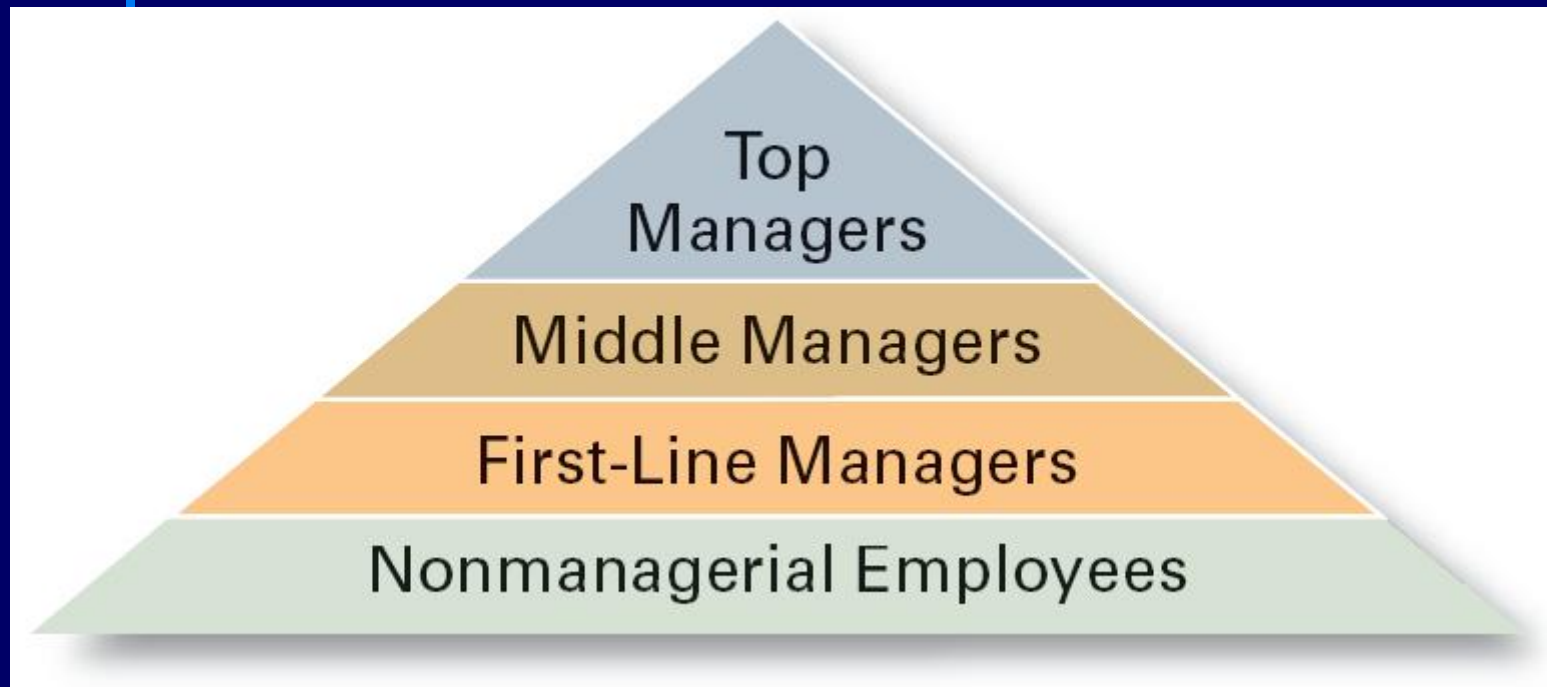 Top
Managers
Middle Managers
First-Line Managers
Nonmanagerial Employees